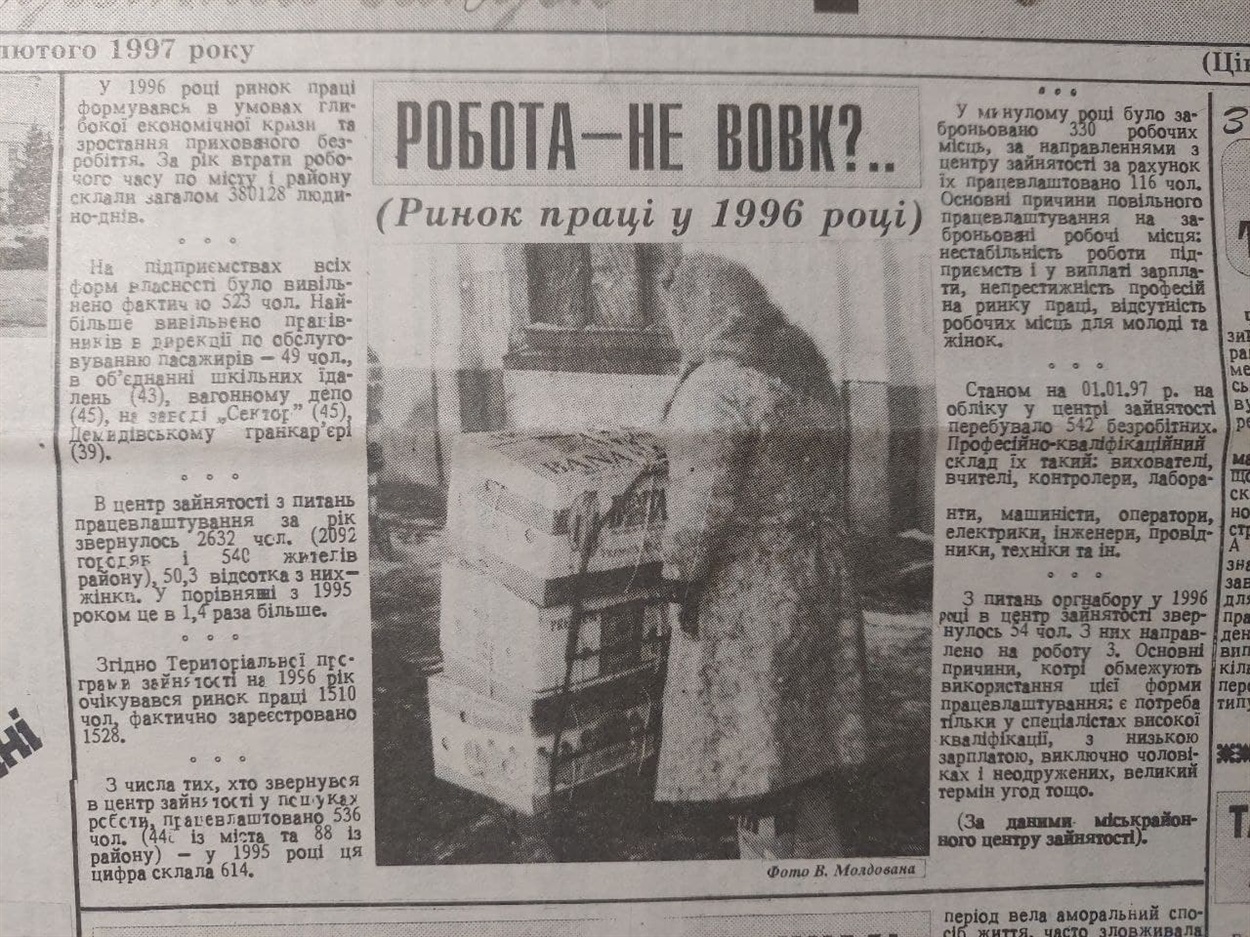 лютого 1997 року
(Ці
У 1996 році ринок праці
формувався в умовах гли-
бокої економічної кризи та
зростання прихованого без-
робіття. За рік втрати робо-
чого часу по місту і району
склали загалом 380128 люди-
но-днів.
На підприємствах всіх
форм власності було вивіль-
нено фактично 523 чол. Най-
більше вивільнено праців-
ників в дирекції по обслуго-
вуванню пасажирів — 49 чол.,
в об'єднанні шкільних їда-
лень (43), вагонному депо
(45), на заводі „Сектор" (45),
Демидівському гранкар'єрі
(39).
В центр зайнятості з питань
працевлаштування за рік
звернулось 2632 чол. (2092
городян і 540 жителів
району), 50,3 відсотка з них—
жінки. У порівняні з 1995
роком це в 1,4 раза більше.
Згідно Територіальної про-
грами зайнятості на 1996 рік
очікувався ринок праці 1510
чол, фактично зареєстровано
1528.
З числа тих, хто звернувся
в центр зайнятості у пошуках
роботи, працевлаштовано 536
чол. (448 із міста та 88 із
району) — у 1995 році ця
цифра склала 614.
РОБОТА—НЕ ВОВК?..
(Ринок праці у 1996 році)
BANA
Фото В. Молдована
У минулому році було за-
броньовано 330 робочих
місць, за направленнями з
центру зайнятості за рахунок
їх працевлаштовано 116 чол.
Основні причини повільного
працевлаштування на за-
броньовані робочі місця:
нестабільність роботи під-
приємств і у виплаті зарпла-
ти, непрестижність професій
на ринку праці, відсутність
робочих місць для молоді та
жінок.
Станом на 01.01.97 р. на
обліку у центрі зайнятості
перебувало 542 безробітних.
Професійно-кваліфікаційний
склад їх такий: вихователі,
вчителі, контролери, лабора-
нти, машиністи, оператори,
електрики, інженери, провід-
ники, техніки та ін.
З питань оргнабору у 1996
році в центр зайнятості звер-
нулось 54 чол. З них направ-
лено на роботу 3. Основні
причини, котрі обмежують
використання цієї форми
працевлаштування: є потреба
тільки у спеціалістах високої
кваліфікації, з низькою
зарплатою, виключно чолові-
ках і неодружених, великий
термін угод тощо.
(За даними міськрайон-
ного центру зайнятості).
період вела аморальний спо-
сіб життя, часто зловживала